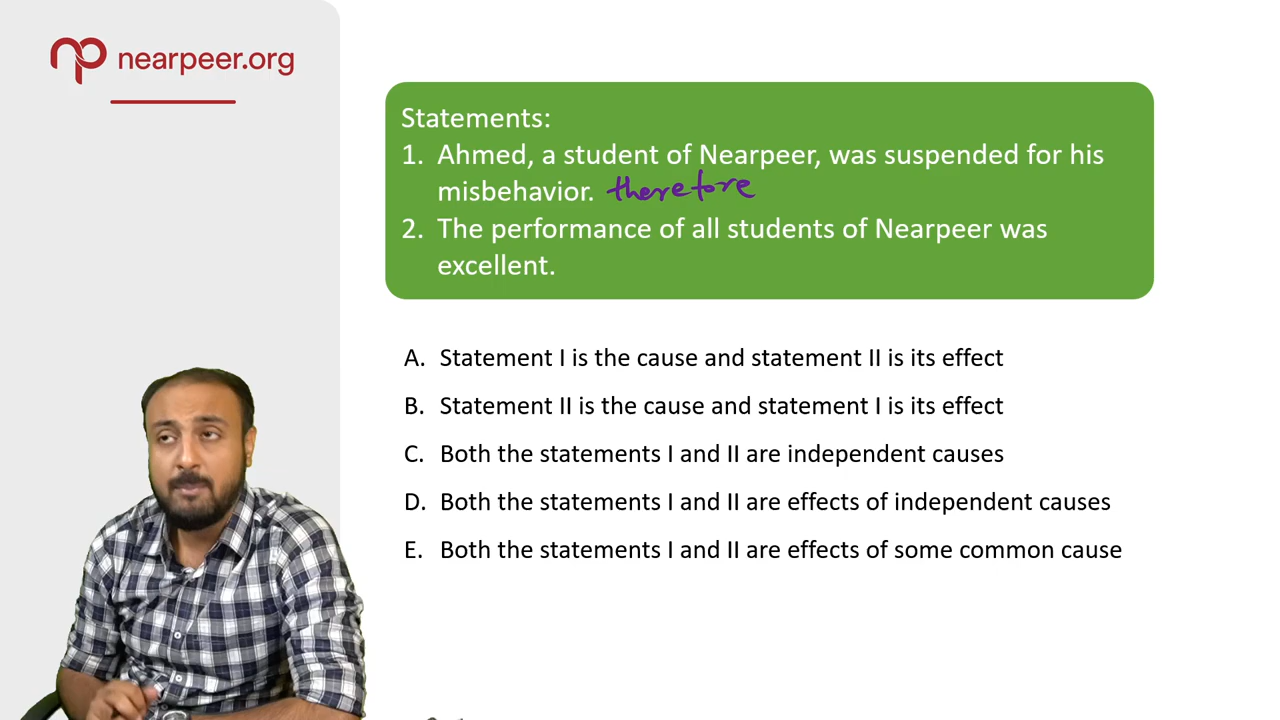 nearpeer.org
Statements:
1. Ahmed, a student of Nearpeer, was suspended for his
misbehavior. therefore
2. The performance of all students of Nearpeer was
excellent.
A. Statement I is the cause and statement II is its effect
B. Statement II is the cause and statement I is its effect
C. Both the statements I and II are independent causes
D. Both the statements I and II are effects of independent causes
E. Both the statements I and II are effects of some common cause